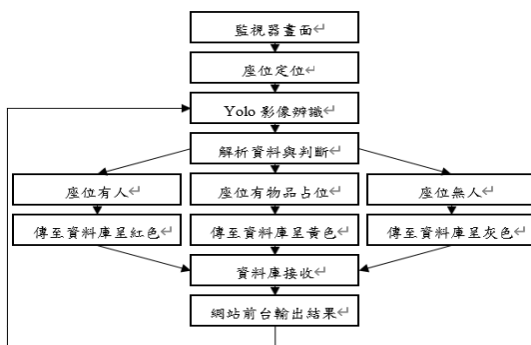 監視器畫面
座位定位
Yolo 影像辨識
解析資料與判斷
座位有人
座位有物品占位
座位無人
傳至資料庫呈紅色
傳至資料庫呈黃色
傳至資料庫呈灰色
資料庫接收
網站前台輸出結果